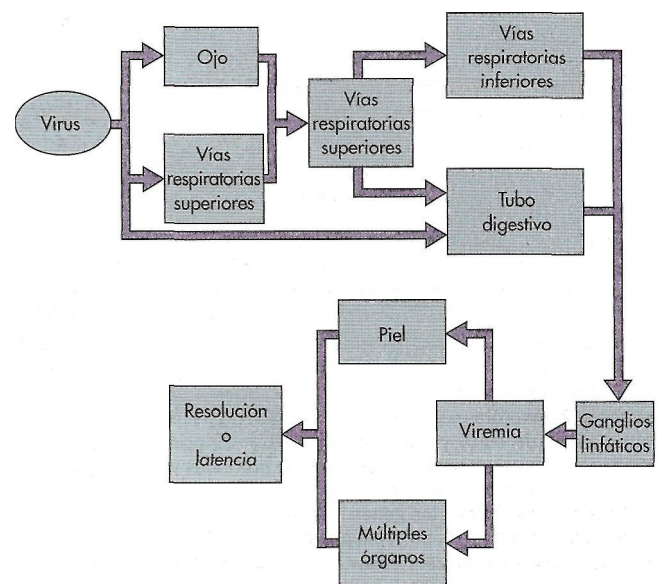 Virus
Ojo
Vías
respiratorias
superiores
Vías
respiratorias
superiores
Vías
respiratorias
inferiores
Tubo
digestivo
Ganglios
linfáticos
Viremia
Piel
Múltiples
órganos
Resolución
o
latencia